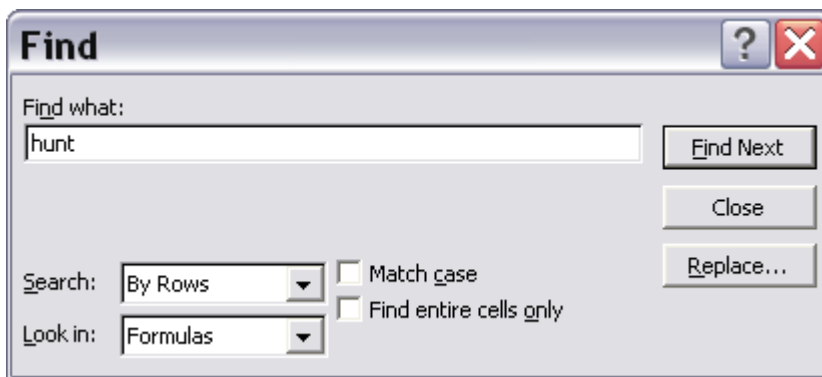 Find
Find what:
hunt
Find Next
Close
Replace...
Search: By Rows
Match case
Look in: Formulas
Find entire cells only